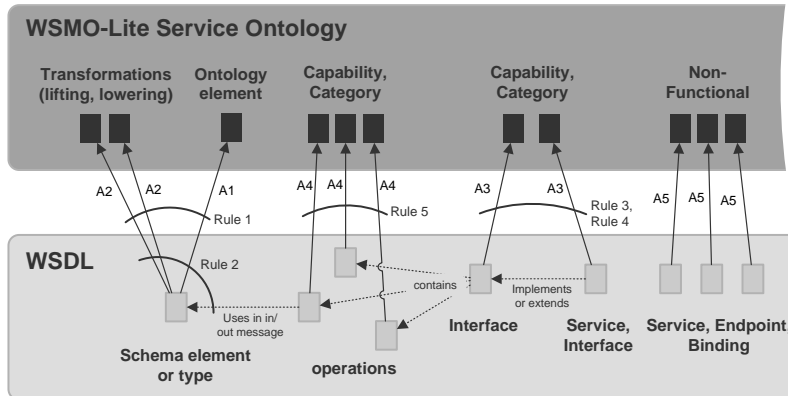 WSMO-Lite Service Ontology
Transformations
(lifting, lowering)
Ontology
element
Capability,
Category
Capability,
Category
Non-
Functional
A2
A2
A1
A4
A4
A4
A3
A3
A5
A5
A5
Rule 1
Rule 5
Rule 3,
Rule 4
WSDL
Rule 2
contains
Implements
or extends
Uses in in/
out message
Schema element
or type
operations
Interface
Service,
Interface
Service, Endpoint,
Binding